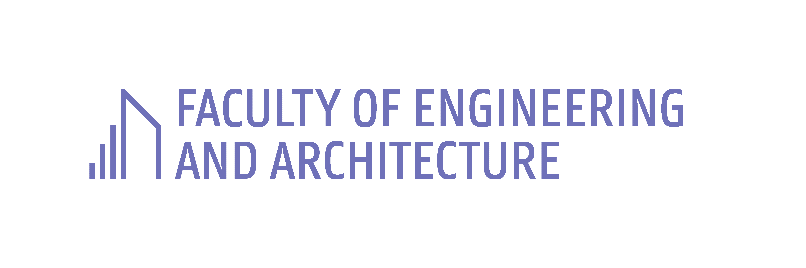 FACULTY OF ENGINEERING
AND ARCHITECTURE